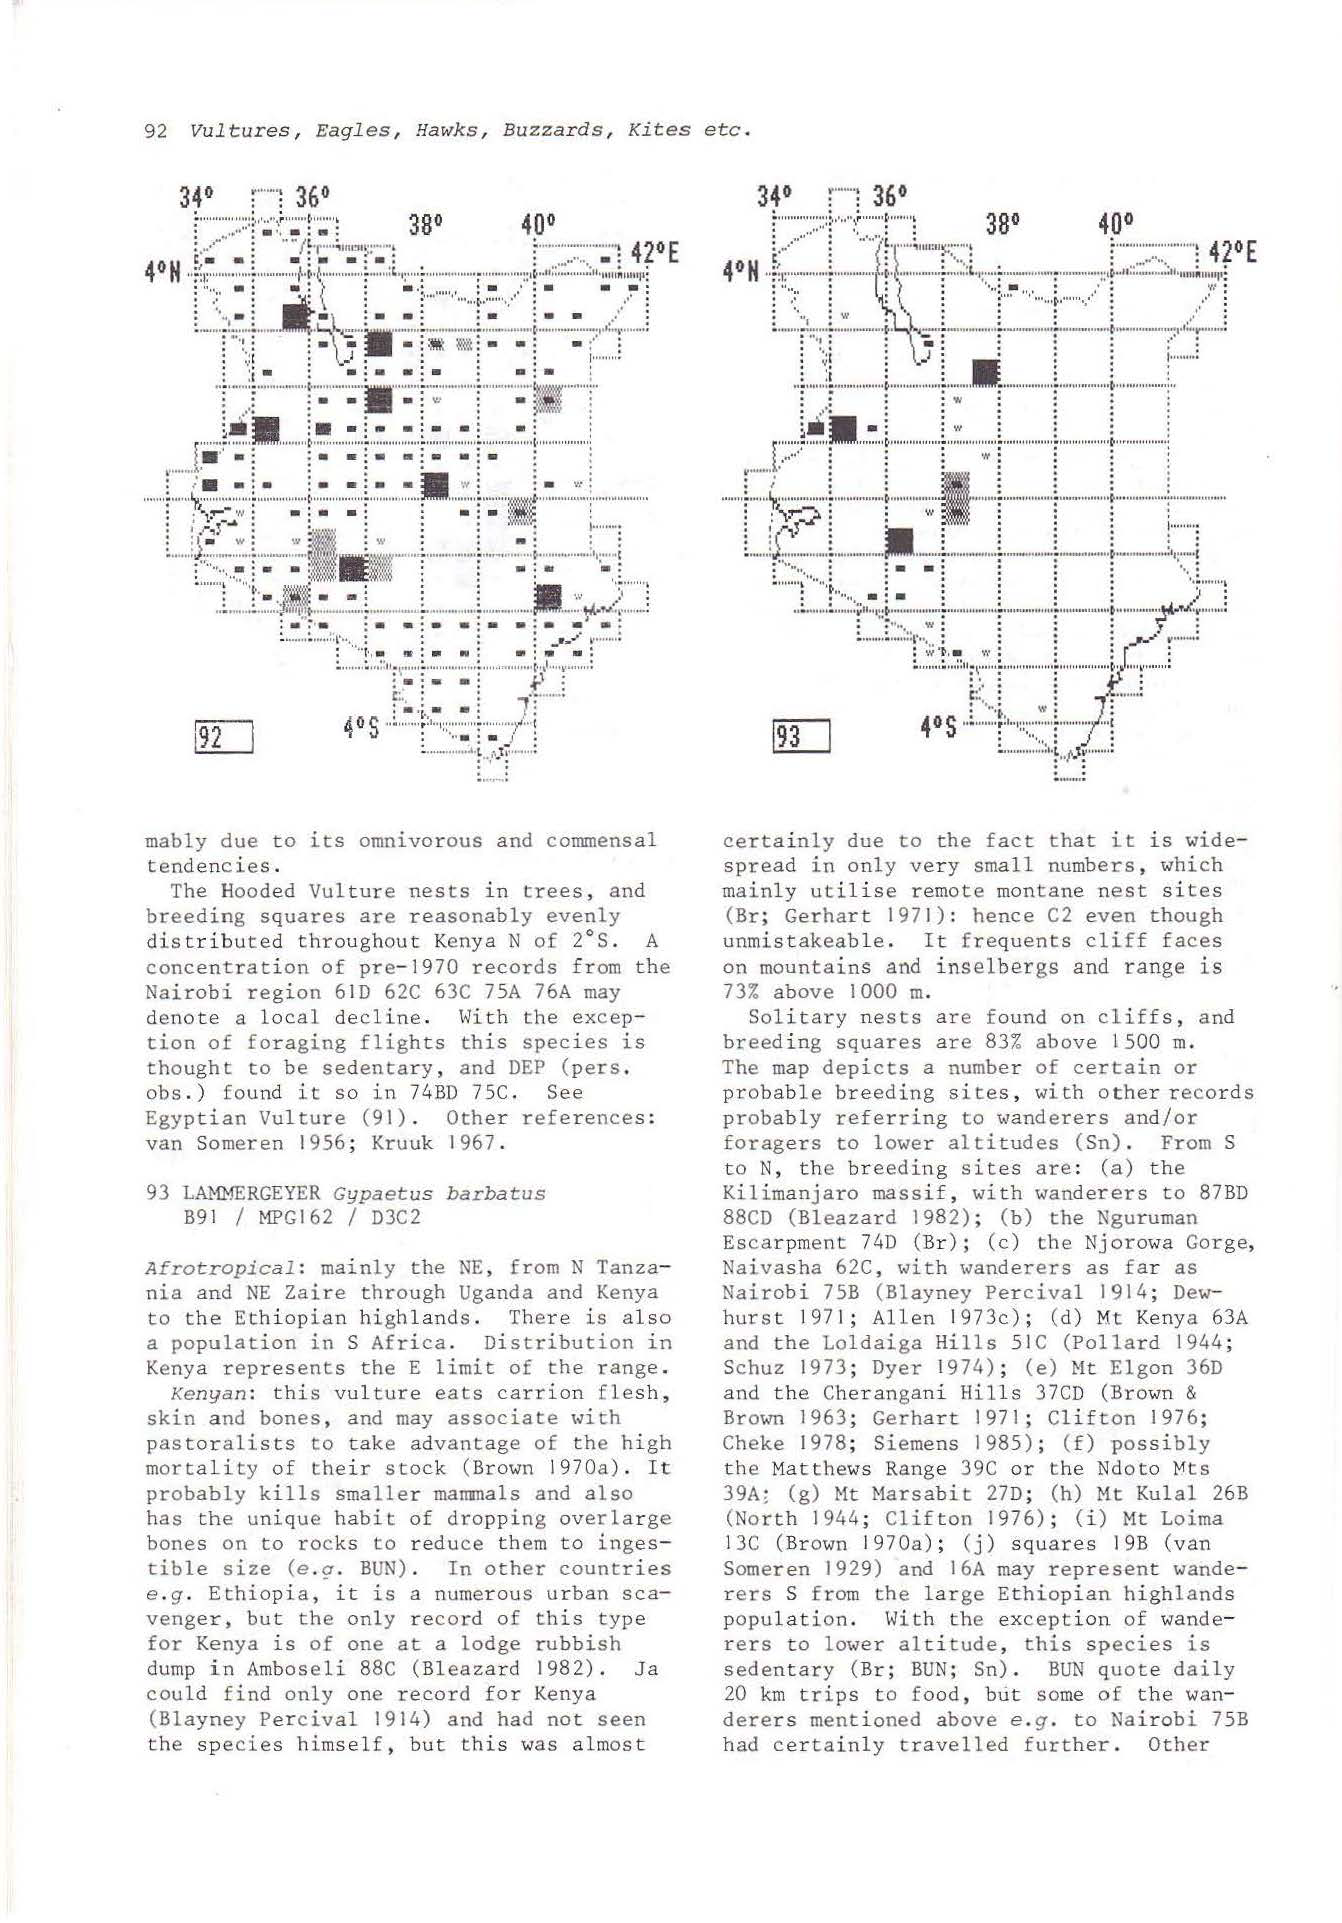 92 Vultures, Eagles, Hawks, Buzzards, Kites etc.
34° 36°
38° 40°
42°E
4°N
4°S
92
34° 36°
38° 40°
42°E
4°N
4°S
93
mably due to its omnivorous and commensal
tendencies.
The Hooded Vulture nests in trees, and
breeding squares are reasonably evenly
distributed throughout Kenya N of 2°S. A
concentration of pre-1970 records from the
Nairobi region 61D 62C 63C 75A 76A may
denote a local decline. With the excep-
tion of foraging flights this species is
thought to be sedentary, and DEP (pers.
obs.) found it so in 74BD 75C. See
Egyptian Vulture (91). Other references:
van Someren 1956; Kruuk 1967.
93 LAMMERGEYER Gypaetus barbatus
B91 / MPG162 / D3C2
Afrotropical: mainly the NE, from N Tanza-
nia and NE Zaire through Uganda and Kenya
to the Ethiopian highlands. There is also
a population in S Africa. Distribution in
Kenya represents the E limit of the range.
Kenyan: this vulture eats carrion flesh,
skin and bones, and may associate with
pastoralists to take advantage of the high
mortality of their stock (Brown 1970a). It
probably kills smaller mammals and also
has the unique habit of dropping overlarge
bones on to rocks to reduce them to inges-
tible size (e.g. BUN). In other countries
e.g. Ethiopia, it is a numerous urban sca-
venger, but the only record of this type
for Kenya is of one at a lodge rubbish
dump in Amboseli 88C (Bleazard 1982). Ja
could find only one record for Kenya
(Blayney Percival 1914) and had not seen
the species himself, but this was almost
certainly due to the fact that it is wide-
spread in only very small numbers, which
mainly utilise remote montane nest sites
(Br; Gerhart 1971): hence C2 even though
unmistakeable. It frequents cliff faces
on mountains and inselbergs and range is
73% above 1000 m.
Solitary nests are found on cliffs, and
breeding squares are 83% above 1500 m.
The map depicts a number of certain or
probable breeding sites, with other records
probably referring to wanderers and/or
foragers to lower altitudes (Sn). From S
to N, the breeding sites are: (a) the
Kilimanjaro massif, with wanderers to 87BD
88CD (Bleazard 1982); (b) the Nguruman
Escarpment 74D (Br); (c) the Njorowa Gorge,
Naivasha 62C, with wanderers as far as
Nairobi 75B (Blayney Percival 1914; Dew-
hurst 1971; Allen 1973c); (d) Mt Kenya 63A
and the Loldaiga Hills 51C (Pollard 1944;
Schuz 1973; Dyer 1974); (e) Mt Elgon 36D
and the Cherangani Hills 37CD (Brown &
Brown 1963; Gerhart 1971; Clifton 1976;
Cheke 1978; Siemens 1985); (f) possibly
the Matthews Range 39C or the Ndoto Mts
39A; (g) Mt Marsabit 27D; (h) Mt Kulal 26B
(North 1944; Clifton 1976); (i) Mt Loima
13C (Brown 1970a); (j) squares 19B (van
Someren 1929) and 16A may represent wande-
rers S from the large Ethiopian highlands
population. With the exception of wande-
rers to lower altitude, this species is
sedentary (Br; BUN; Sn). BUN quote daily
20 km trips to food, but some of the wan-
derers mentioned above e.g. to Nairobi 75B
had certainly travelled further. Other